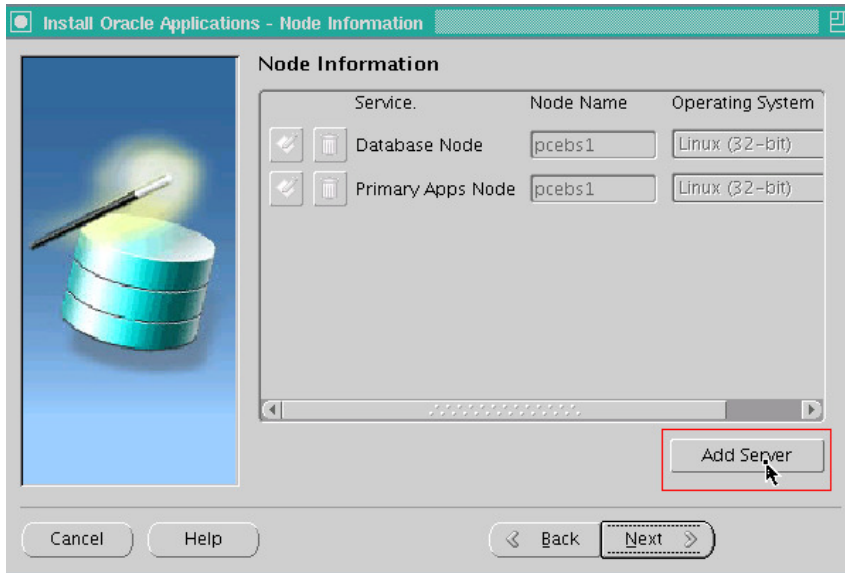 Install Oracle Applications - Node Information
Node Information
Service. Node Name Operating System
Database Node pcebs1 Linux (32-bit)
Primary Apps Node pcebs1 Linux (32-bit)
Add Server
Cancel Help Back Next